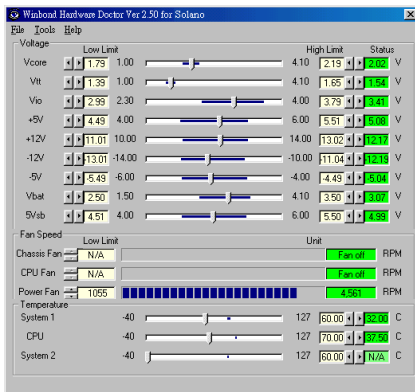 Winbond Hardware Doctor Ver 2.50 for Solano
File Tools Help
Voltage
Low Limit High Limit Status
Vcore 1.79 1.00 4.10 2.19 2.02 V
Vtt 1.39 1.00 4.10 1.65 1.54 V
Vio 2.99 2.30 4.00 3.79 3.41 V
+5V 4.49 4.00 6.00 5.51 5.08 V
+12V 11.01 10.00 14.00 13.02 12.17 V
-12V -13.01 -14.00 -10.00 -11.04 -12.19 V
-5V -5.49 -6.00 -4.00 -4.49 -5.04 V
Vbat 2.50 1.50 4.10 3.50 3.07 V
5Vsb 4.51 4.00 6.00 5.50 4.99 V
Fan Speed
Low Limit Unit
Chassis Fan N/A Fan off RPM
CPU Fan N/A Fan off RPM
Power Fan 1055 4,561 RPM
Temperature
System 1 -40 127 60.00 32.00 C
CPU -40 127 70.00 37.50 C
System 2 -40 127 60.00 N/A C